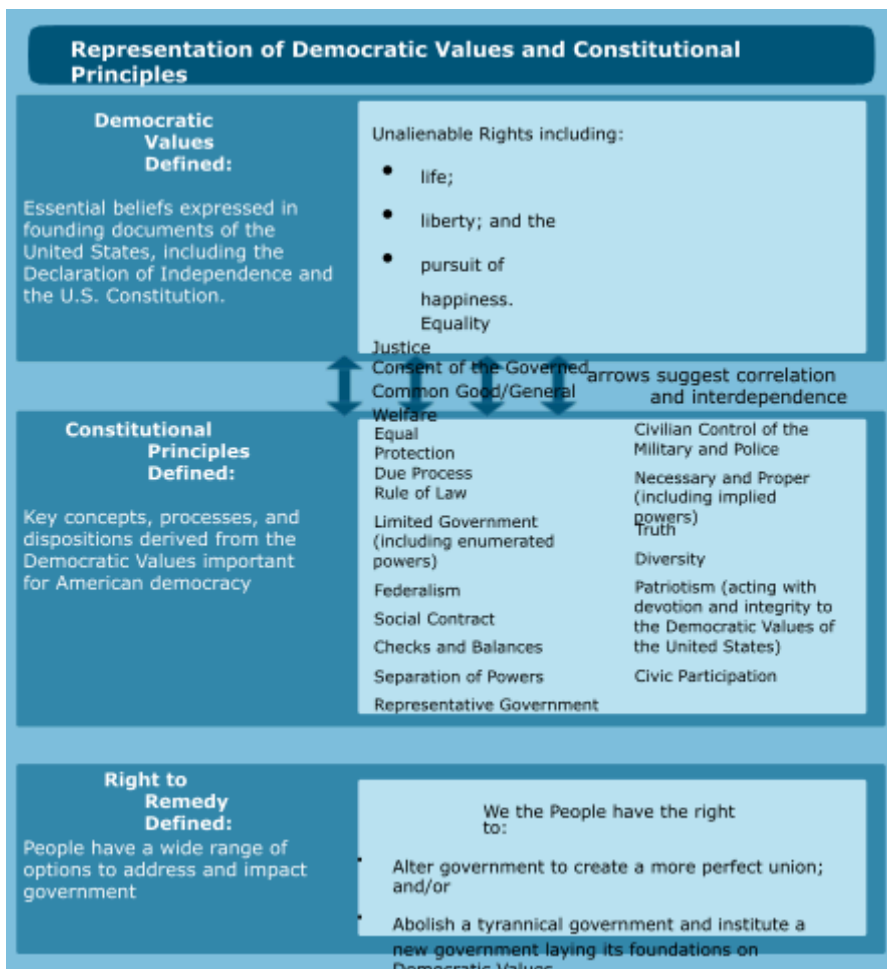 Representation of Democratic Values and Constitutional
Principles
Democratic
Values
Defined:
Essential beliefs expressed in
founding documents of the
United States, including the
Declaration of Independence and
the U.S. Constitution.
Unalienable Rights including:
• life;
• liberty; and the
• pursuit of
happiness.
Equality
Justice
Consent of the Governed
Common Good/General
Welfare
arrows suggest correlation
and interdependence
Constitutional
Principles
Defined:
Key concepts, processes, and
dispositions derived from the
Democratic Values important
for American democracy
Equal
Protection
Due Process
Rule of Law
Limited Government
(including enumerated
powers)
Federalism
Social Contract
Checks and Balances
Separation of Powers
Representative Government
Civilian Control of the
Military and Police
Necessary and Proper
(including implied
powers)
Truth
Diversity
Patriotism (acting with
devotion and integrity to
the Democratic Values of
the United States)
Civic Participation
Right to
Remedy
Defined:
People have a wide range of
options to address and impact
government
We the People have the right
to:
• Alter government to create a more perfect union;
and/or
• Abolish a tyrannical government and institute a
new government laying its foundations on
Democratic Values